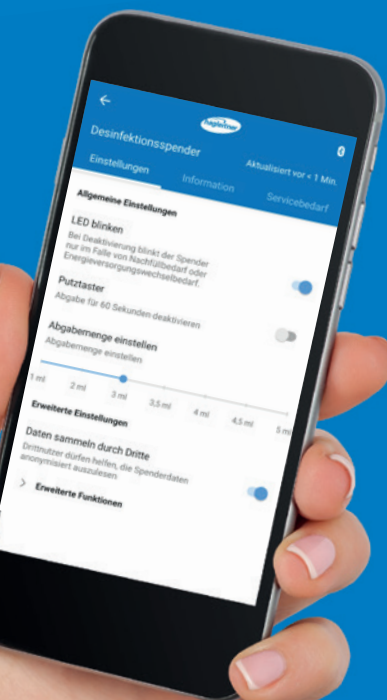 Hagleitner
Desinfektionsspender
Aktualisiert vor < 1 Min.
Einstellungen
Information
Servicebedarf
Allgemeine Einstellungen
LED blinken
Bei Deaktivierung blinkt der Spender
nur im Falle von Nachfüllbedarf oder
Energieversorgungswechselbedarf.
Putztaster
Abgabe für 60 Sekunden deaktivieren
Abgabemenge einstellen
Abgabemenge einstellen
1 ml 2 ml 3 ml 3,5 ml 4 ml 4,5 ml 5 ml
Erweiterte Einstellungen
Daten sammeln durch Dritte
Drittnutzer dürfen helfen, die Spenderdaten
anonymisiert auszulesen
Erweiterte Funktionen